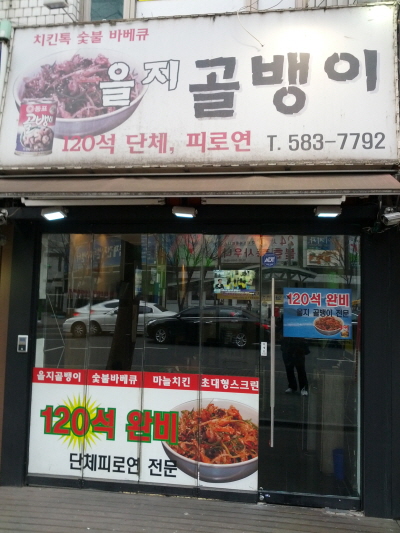 치킨톡 숯불 바베큐
을지 골뱅이
골뱅이
120석 단체, 피로연 T. 583-7792
120석 완비
을지 골뱅이 전문
을지골뱅이 숯불바베큐 마늘치킨 초대형스크린
120석 완비
단체피로연 전문